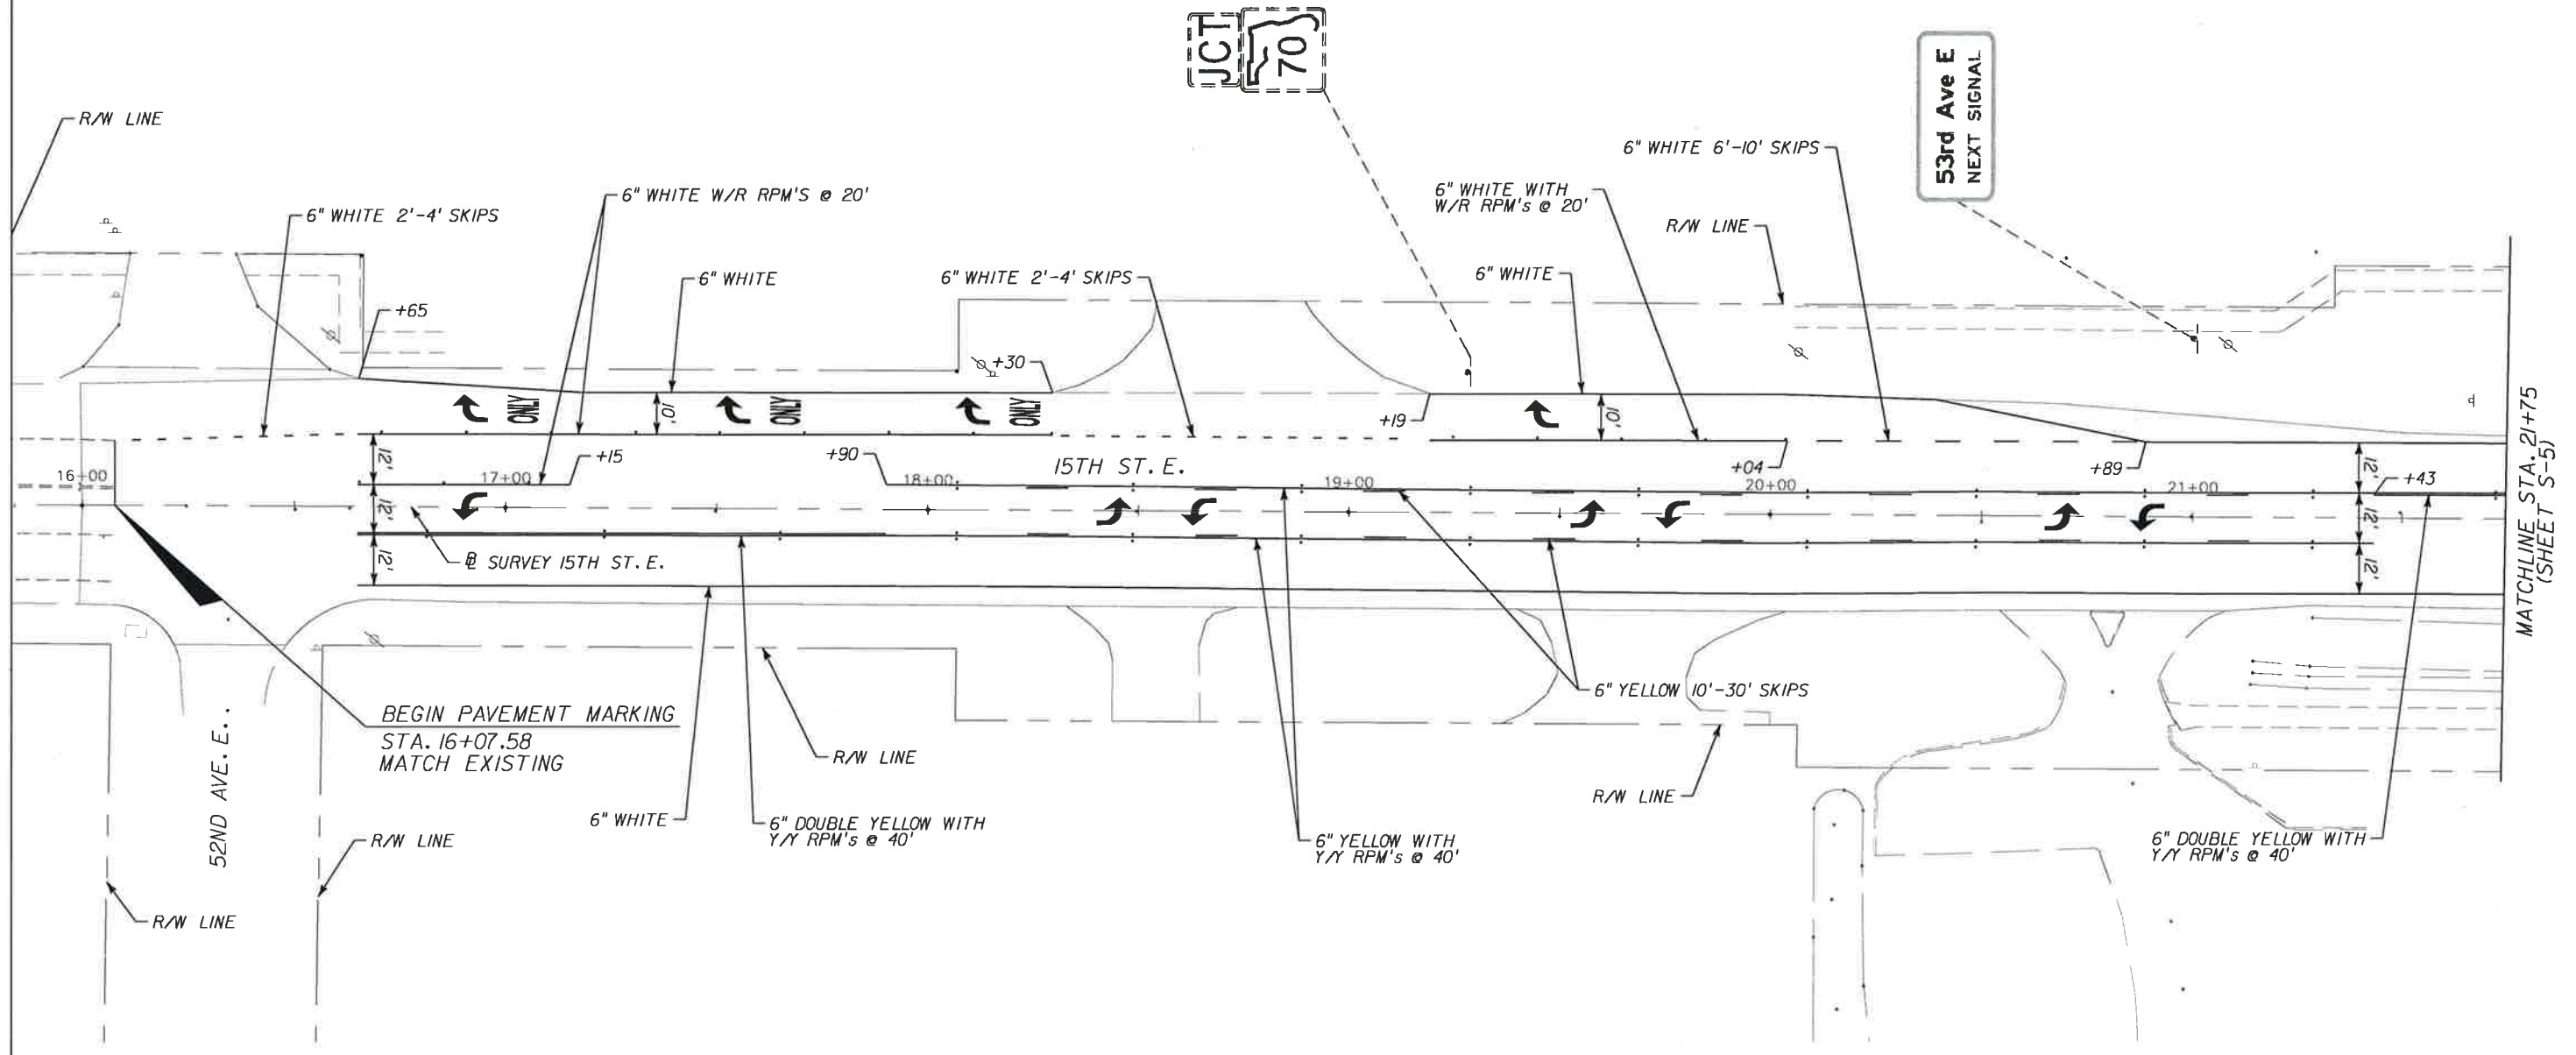 JCT
70
53rd Ave E
NEXT SIGNAL
R/W LINE
6" WHITE 2'-4' SKIPS
6" WHITE W/R RPM'S @ 20'
6" WHITE
6" WHITE 2'-4' SKIPS
6" WHITE WITH
W/R RPM's @ 20'
6" WHITE 6'-10' SKIPS
R/W LINE
6" WHITE
+65
+30
ONLY
ONLY
ONLY
10'
10'
+19
+15
+90
15TH ST. E.
+04
+89
+43
16+00
17+00
18+00
19+00
20+00
21+00
12'
12'
12'
12'
12'
12'
℄ SURVEY 15TH ST. E.
MATCHLINE STA. 21+75
(SHEET S-5)
BEGIN PAVEMENT MARKING
STA. 16+07.58
MATCH EXISTING
52ND AVE. E..
R/W LINE
R/W LINE
R/W LINE
6" WHITE
6" DOUBLE YELLOW WITH
Y/Y RPM's @ 40'
6" YELLOW 10'-30' SKIPS
6" YELLOW WITH
Y/Y RPM's @ 40'
R/W LINE
6" DOUBLE YELLOW WITH
Y/Y RPM's @ 40'